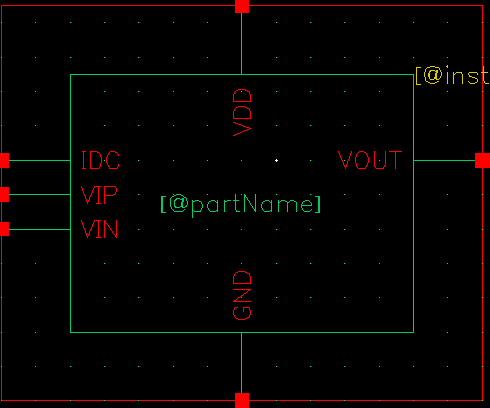 [@inst
VDD
IDC
VOUT
VIP
[@partName]
VIN
GND